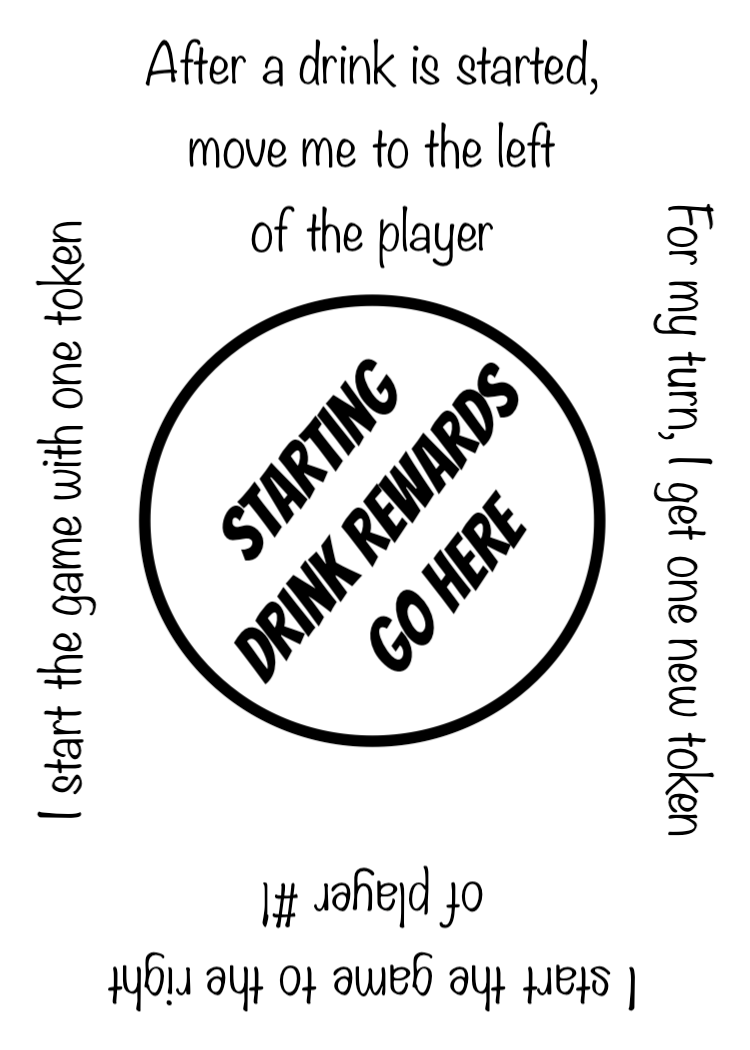 After a drink is started,
move me to the left
of the player
For my turn, I get one new token
I start the game to the right
of player #1
I start the game with one token
STARTING
DRINK REWARDS
GO HERE